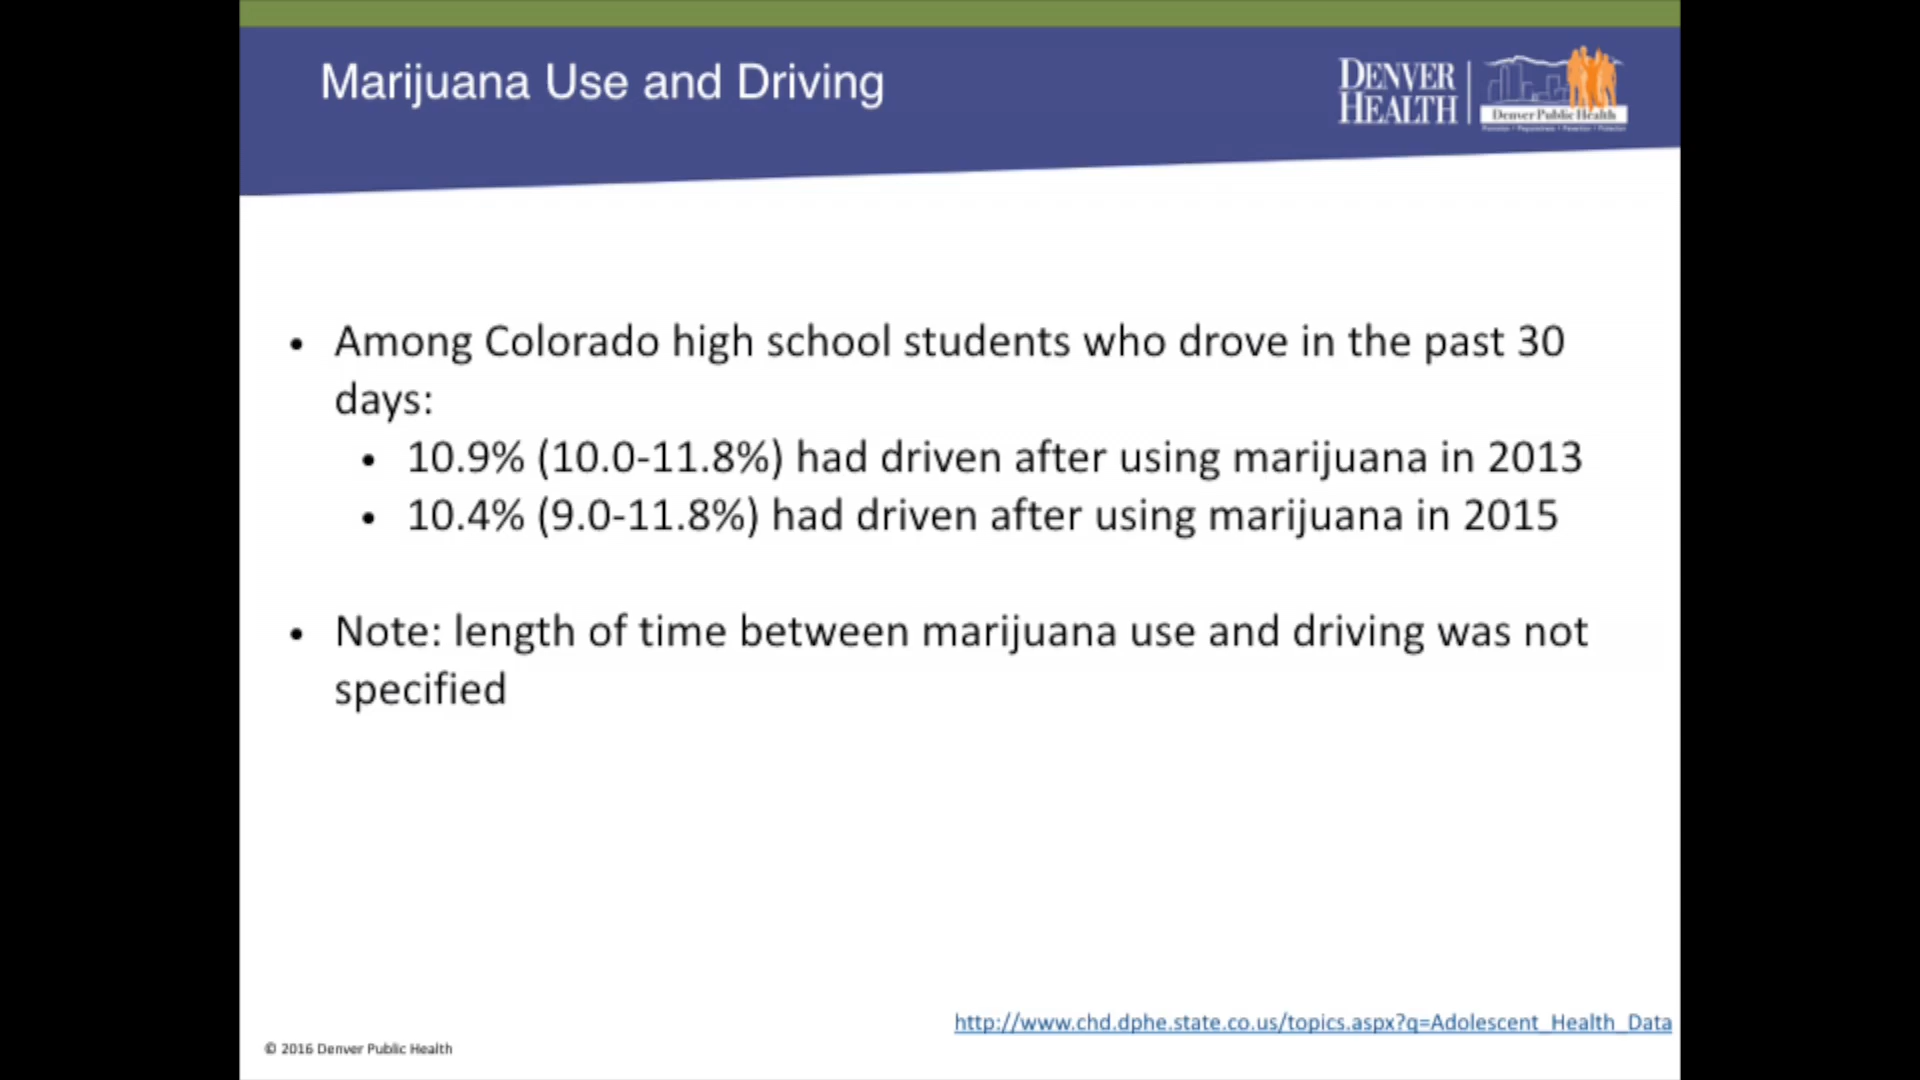 Marijuana Use and Driving
DENVER
HEALTH
Denver Public Health
• Among Colorado high school students who drove in the past 30
days:
• 10.9% (10.0-11.8%) had driven after using marijuana in 2013
• 10.4% (9.0-11.8%) had driven after using marijuana in 2015
• Note: length of time between marijuana use and driving was not
specified
http://www.chd.dphe.state.co.us/topics.aspx?q=Adolescent_Health_Data
© 2016 Denver Public Health